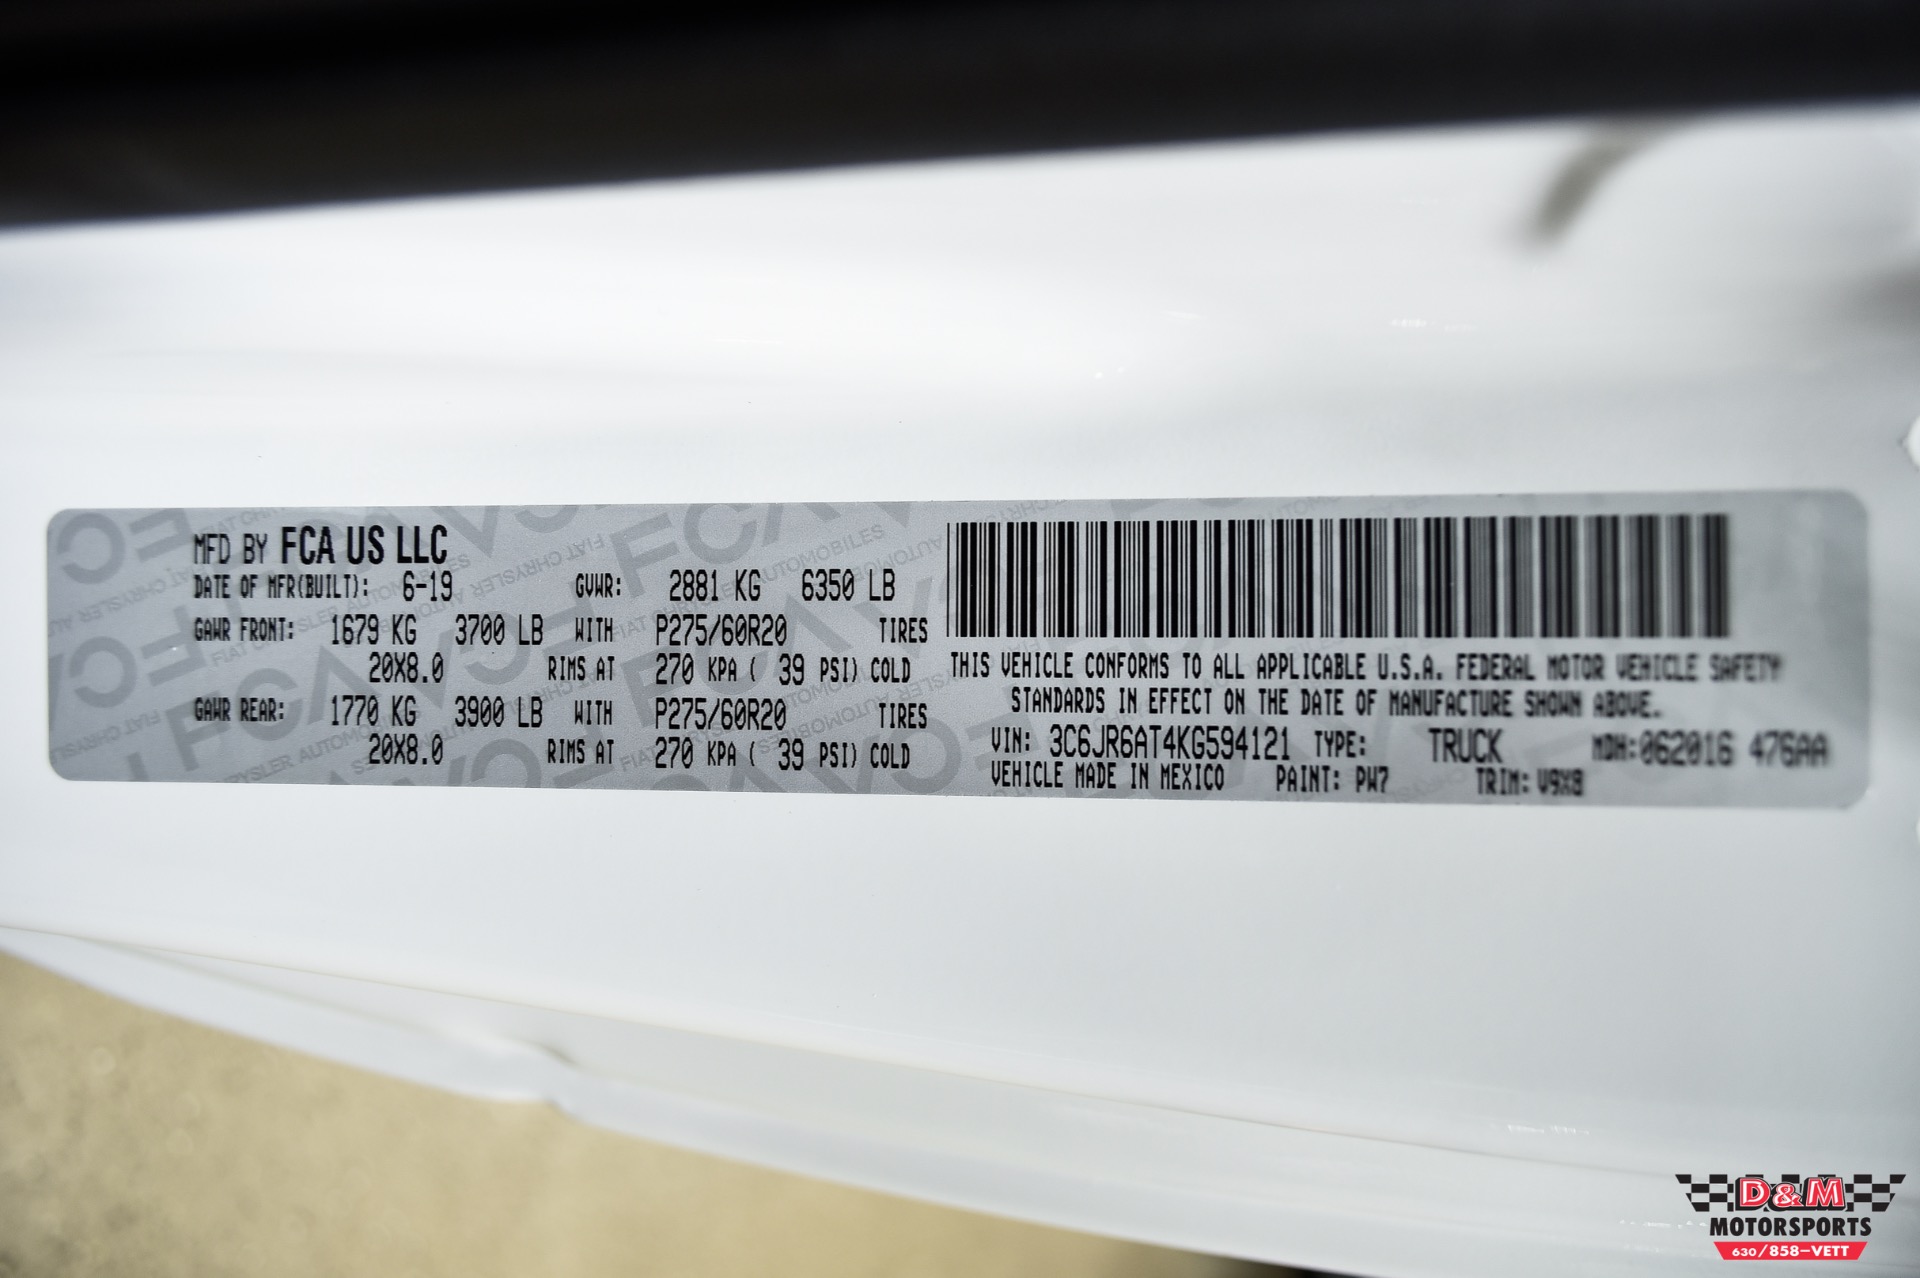 MFD BY FCA US LLC
DATE OF MFR(BUILT): 6-19 GVWR: 2881 KG 6350 LB
GAWR FRONT: 1679 KG 3700 LB WITH P275/60R20 TIRES
20X8.0 RIMS AT 270 KPA ( 39 PSI) COLD
GAWR REAR: 1770 KG 3900 LB WITH P275/60R20 TIRES
20X8.0 RIMS AT 270 KPA ( 39 PSI) COLD
THIS VEHICLE CONFORMS TO ALL APPLICABLE U.S.A. FEDERAL MOTOR VEHICLE SAFETY
STANDARDS IN EFFECT ON THE DATE OF MANUFACTURE SHOWN ABOVE.
VIN: 3C6JR6AT4KG594121 TYPE: TRUCK MDH:062016 476AA
VEHICLE MADE IN MEXICO PAINT: PW7 TRIM: V9X8
D&M
MOTORSPORTS
630/858-VETT